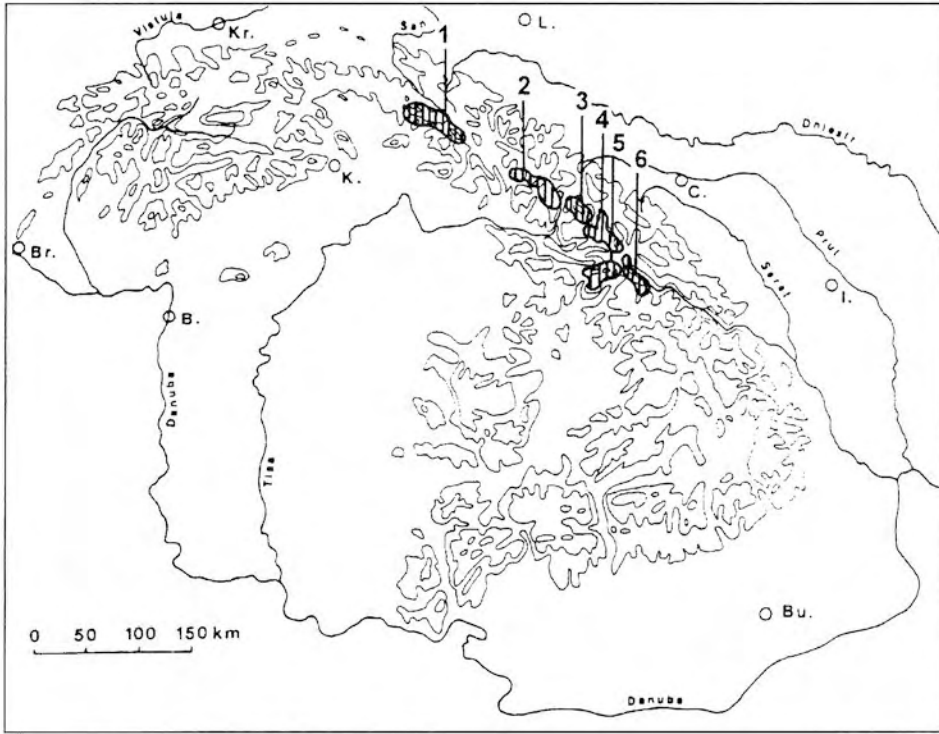 Vistula
Kr.
San
L.
1
2
3
4
5
6
Dniestr
C.
K.
Prut
Seret
I.
Br.
B.
Danube
Tisa
0 50 100 150 km
Bu.
Danube